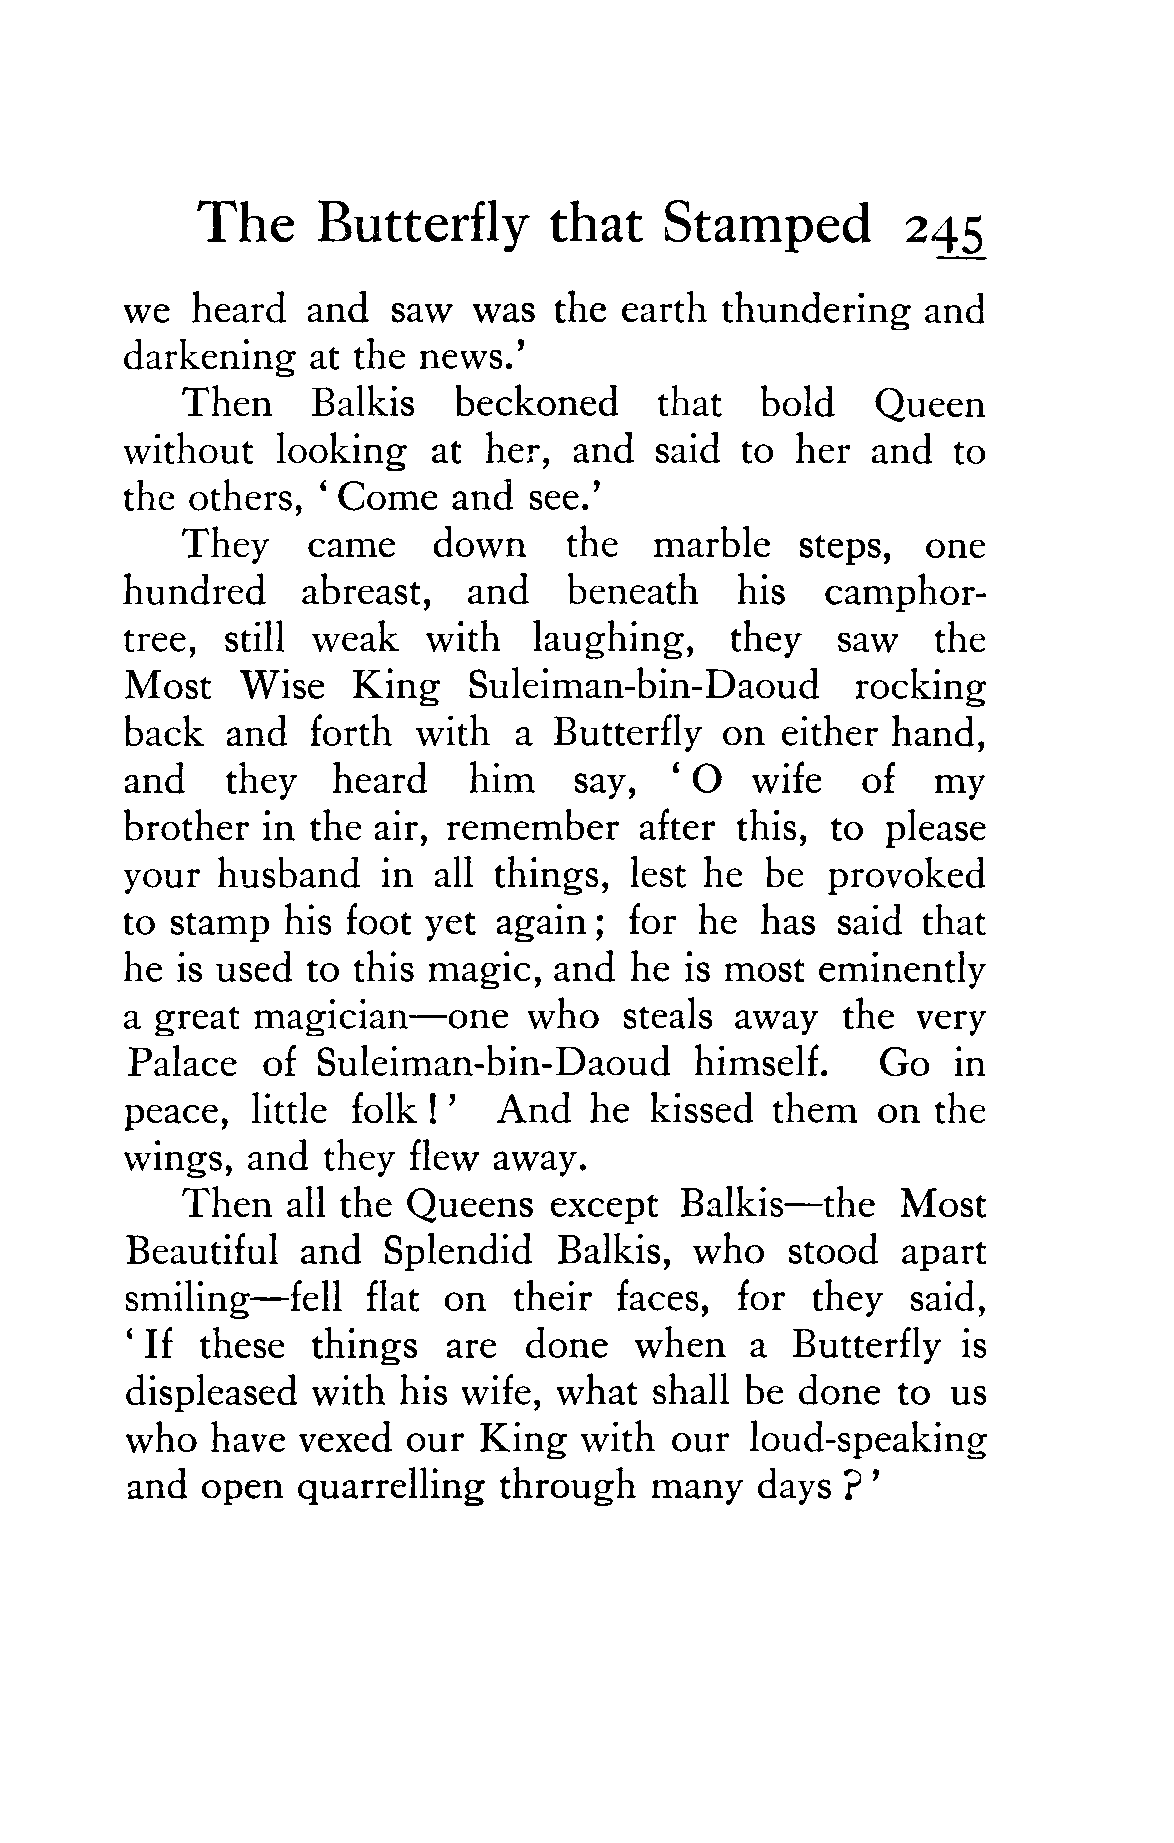 The Butterfly that Stamped 245
we heard and saw was the earth thundering and
darkening at the news.’
Then Balkis beckoned that bold Queen
without looking at her, and said to her and to
the others, ‘ Come and see.’
They came down the marble steps, one
hundred abreast, and beneath his camphor-
tree, still weak with laughing, they saw the
Most Wise King Suleiman-bin-Daoud rocking
back and forth with a Butterfly on either hand,
and they heard him say, ‘ O wife of my
brother in the air, remember after this, to please
your husband in all things, lest he be provoked
to stamp his foot yet again ; for he has said that
he is used to this magic, and he is most eminently
a great magician—one who steals away the very
Palace of Suleiman-bin-Daoud himself. Go in
peace, little folk ! ’ And he kissed them on the
wings, and they flew away.
Then all the Queens except Balkis—the Most
Beautiful and Splendid Balkis, who stood apart
smiling—fell flat on their faces, for they said,
‘ If these things are done when a Butterfly is
displeased with his wife, what shall be done to us
who have vexed our King with our loud-speaking
and open quarrelling through many days ? ’